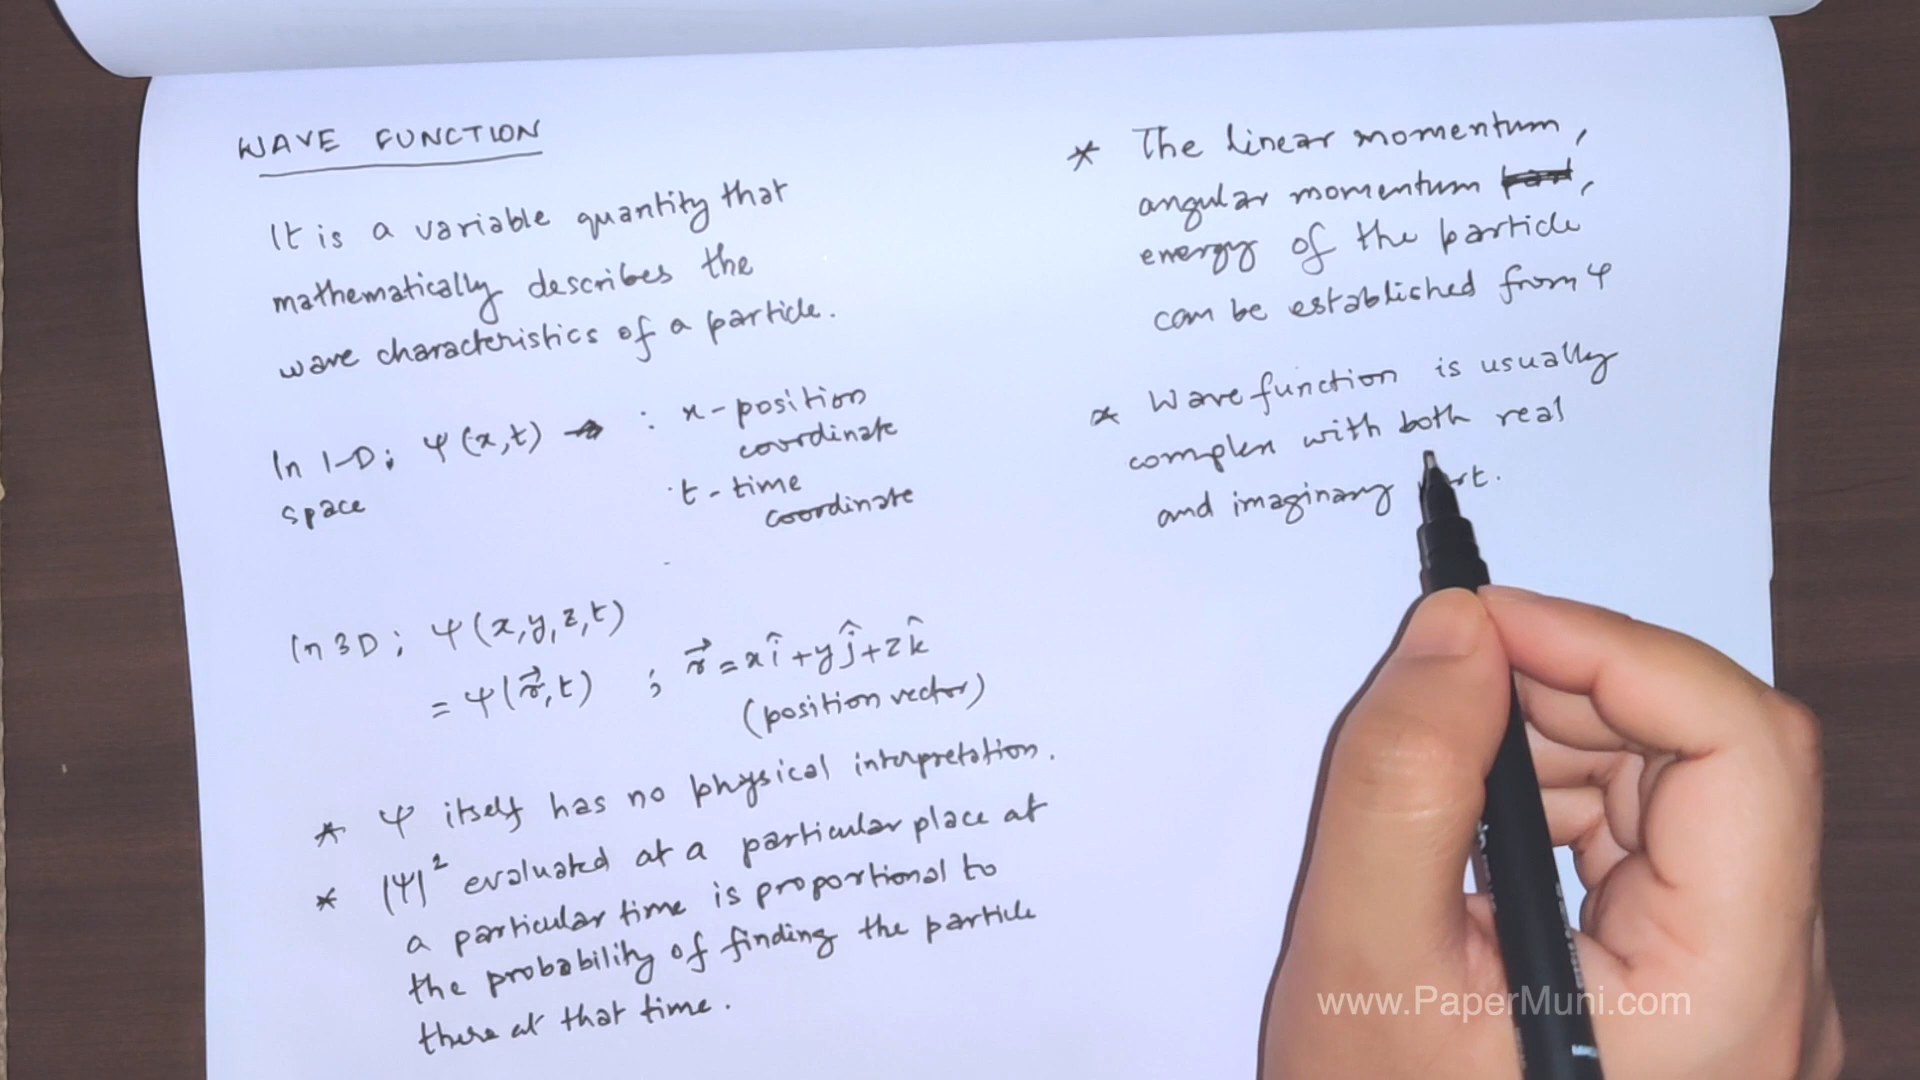 WAVE FUNCTION
It is a variable quantity that
mathematically describes the
wave characteristics of a particle.
In 1-D; ψ(x,t) → : x - position
coordinate
space
t - time
coordinate
In 3D; ψ(x,y,z,t)
= ψ(r⃗,t) ; r⃗ = xî + yĵ + zk̂
(position vector)
* ψ itself has no physical interpretation.
* |ψ|² evaluated at a particular place at
a particular time is proportional to
the probability of finding the particle
there at that time.
* The linear momentum,
angular momentum ,
energy of the particle
can be established from ψ
* Wave function is usually
complex with both real
and imaginary
www.PaperMuni.com